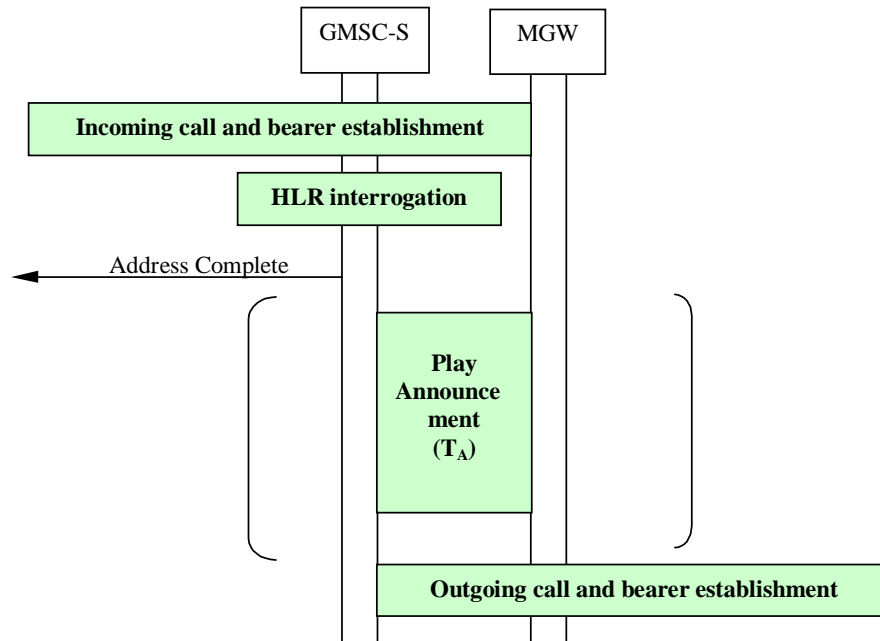 GMSC-S MGW
Incoming call and bearer establishment
HLR interrogation
Address Complete
Play
Announce
ment
(TA)
Outgoing call and bearer establishment